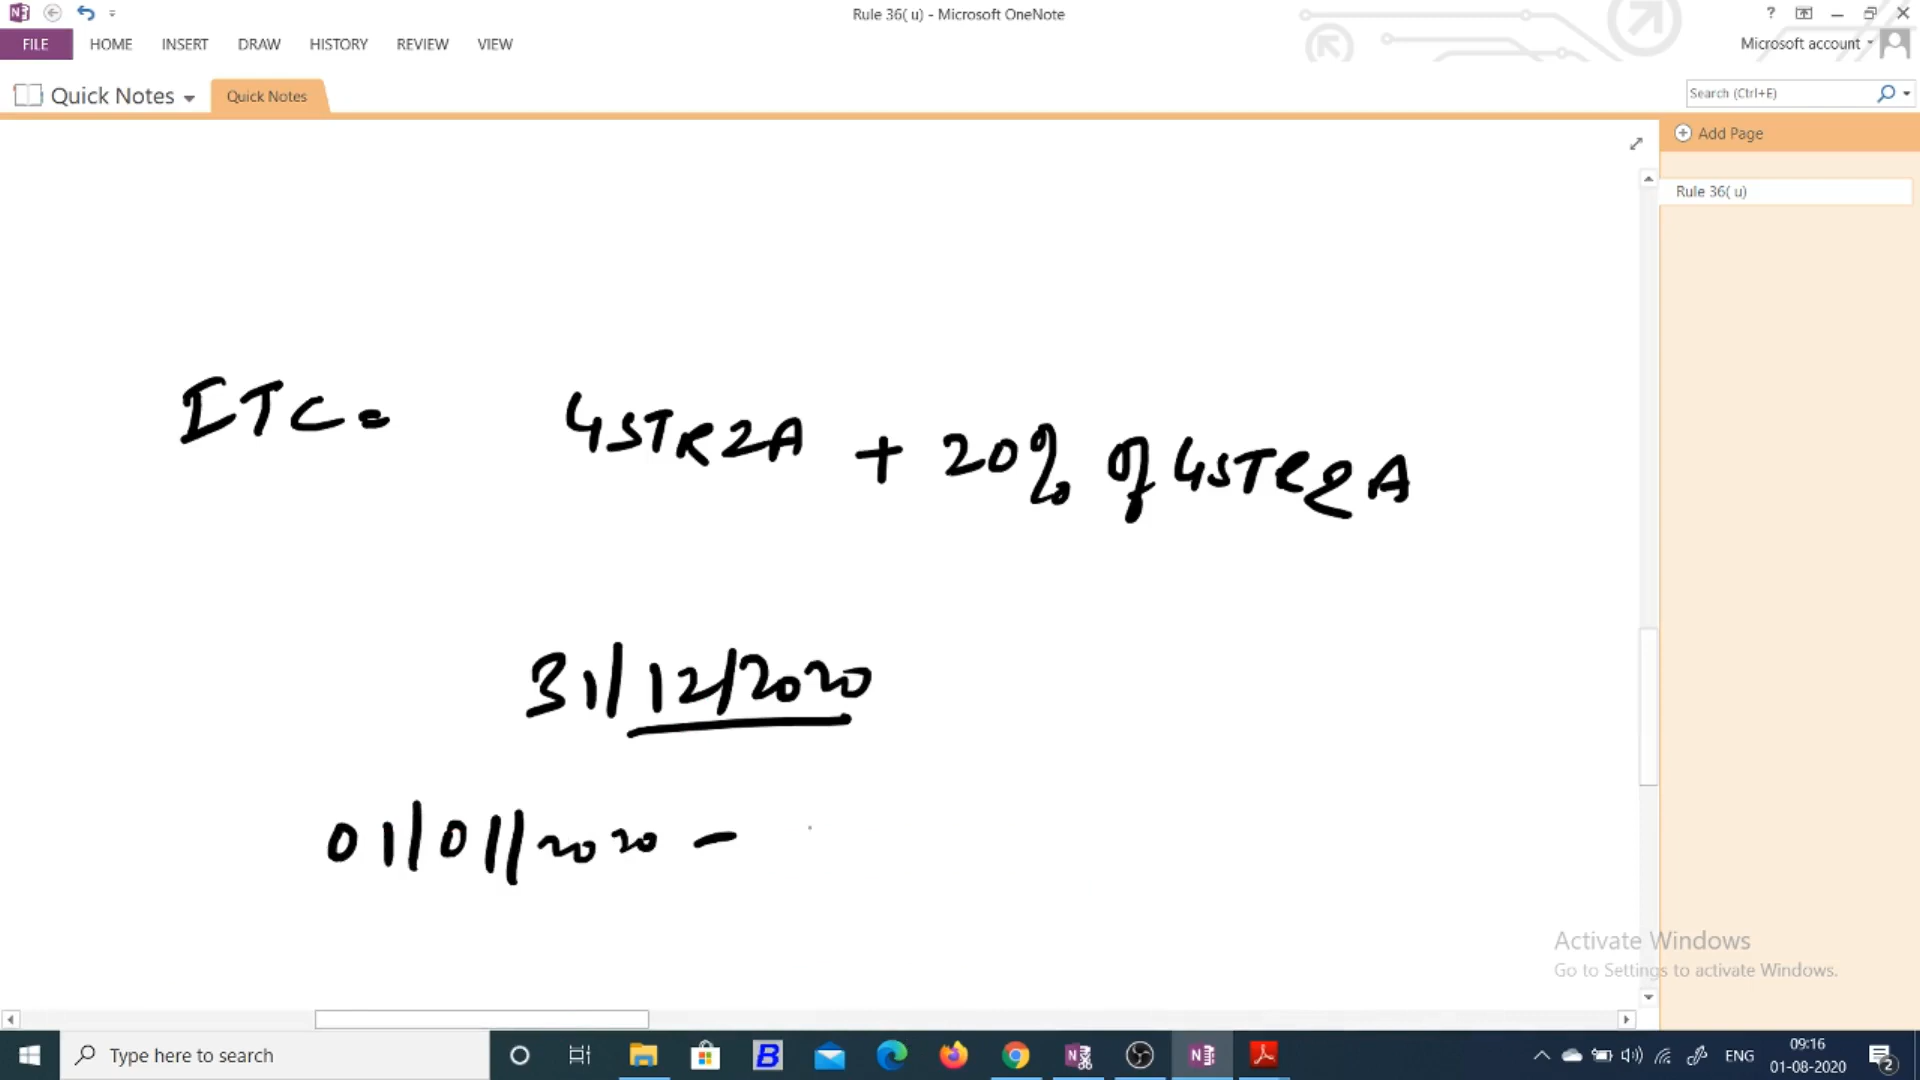 Rule 36( u) - Microsoft OneNote
?
FILE HOME INSERT DRAW HISTORY REVIEW VIEW
Microsoft account
Quick Notes
Quick Notes
Search (Ctrl+E)
Add Page
Rule 36( u)
ITC = GSTR2A + 20% of GSTR2A
31/12/2020
01/01/2020 -
Activate Windows
Go to Settings to activate Windows.
Type here to search
B
ENG
09:16
01-08-2020
2